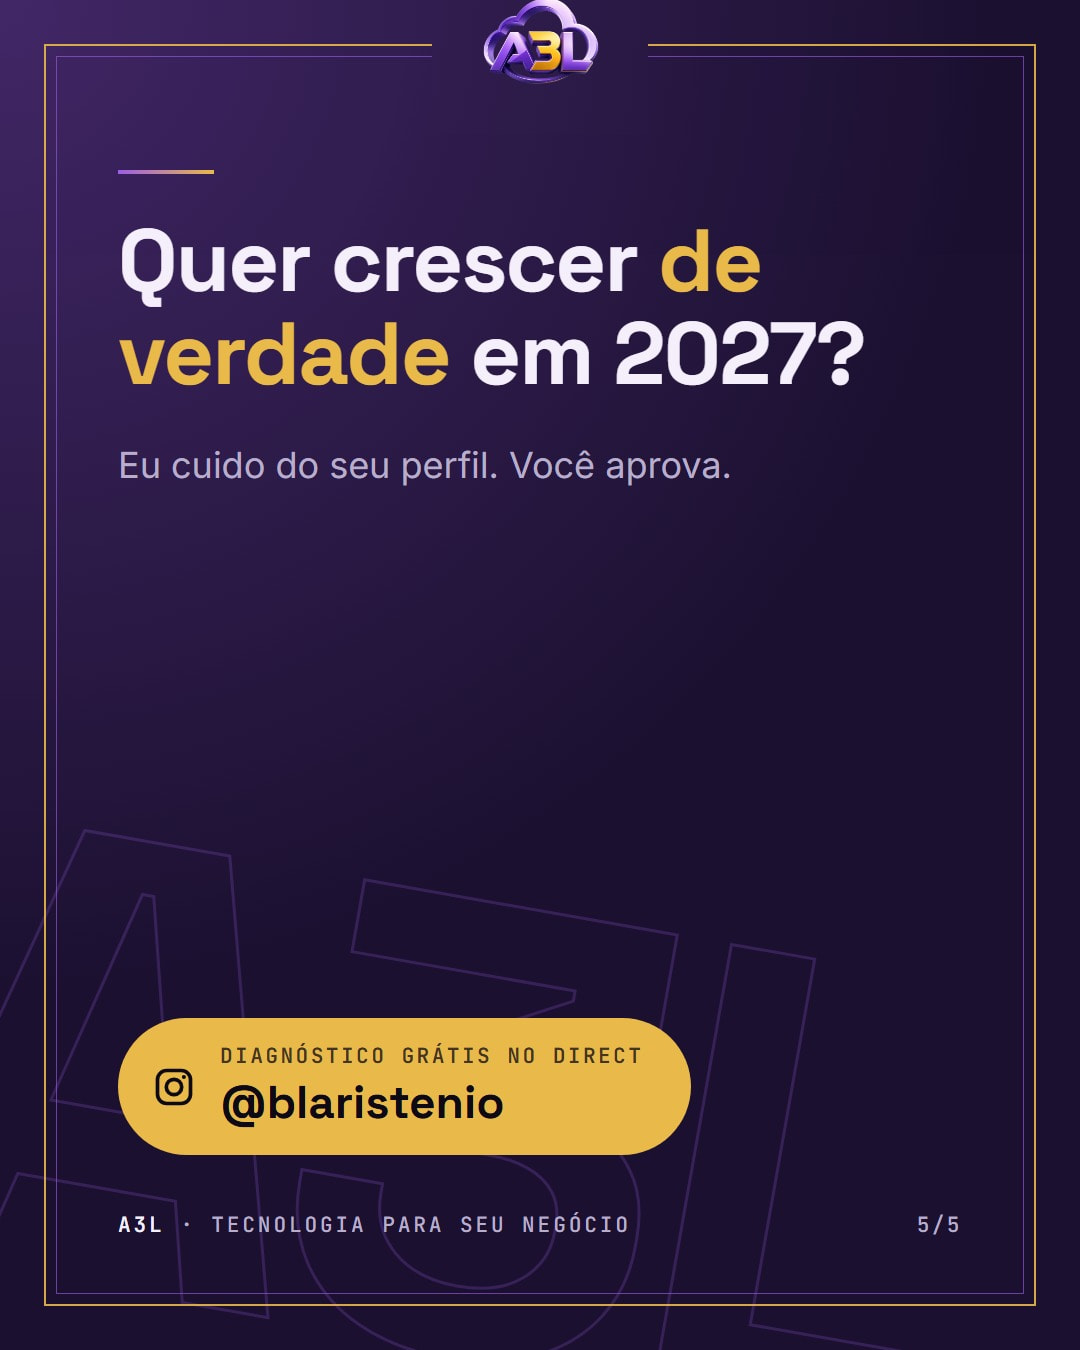 A3L
Quer crescer de
verdade em 2027?
Eu cuido do seu perfil. Você aprova.
A3L
DIAGNÓSTICO GRÁTIS NO DIRECT
@blaristenio
A3L · TECNOLOGIA PARA SEU NEGÓCIO
5/5